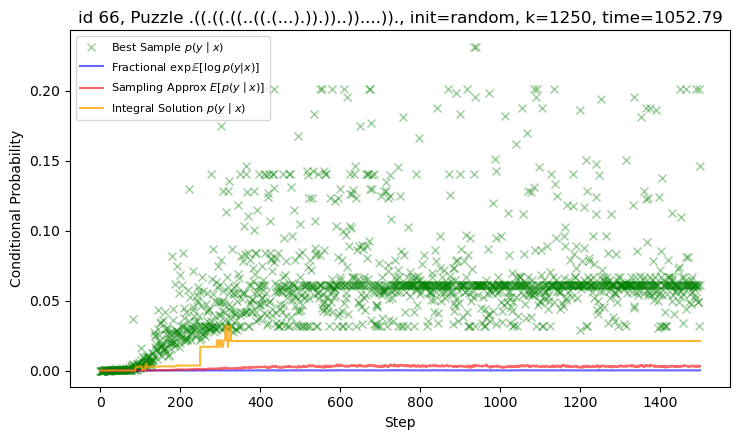 id 66, Puzzle .((.((.((..((.(...).)).))..))....))., init=random, k=1250, time=1052.79
Best Sample p(y | x)
Fractional exp𝔼[log p(y|x)]
Sampling Approx E[p(y | x)]
Integral Solution p(y | x)
Conditional Probability
0.20
0.15
0.10
0.05
0.00
0 200 400 600 800 1000 1200 1400
Step